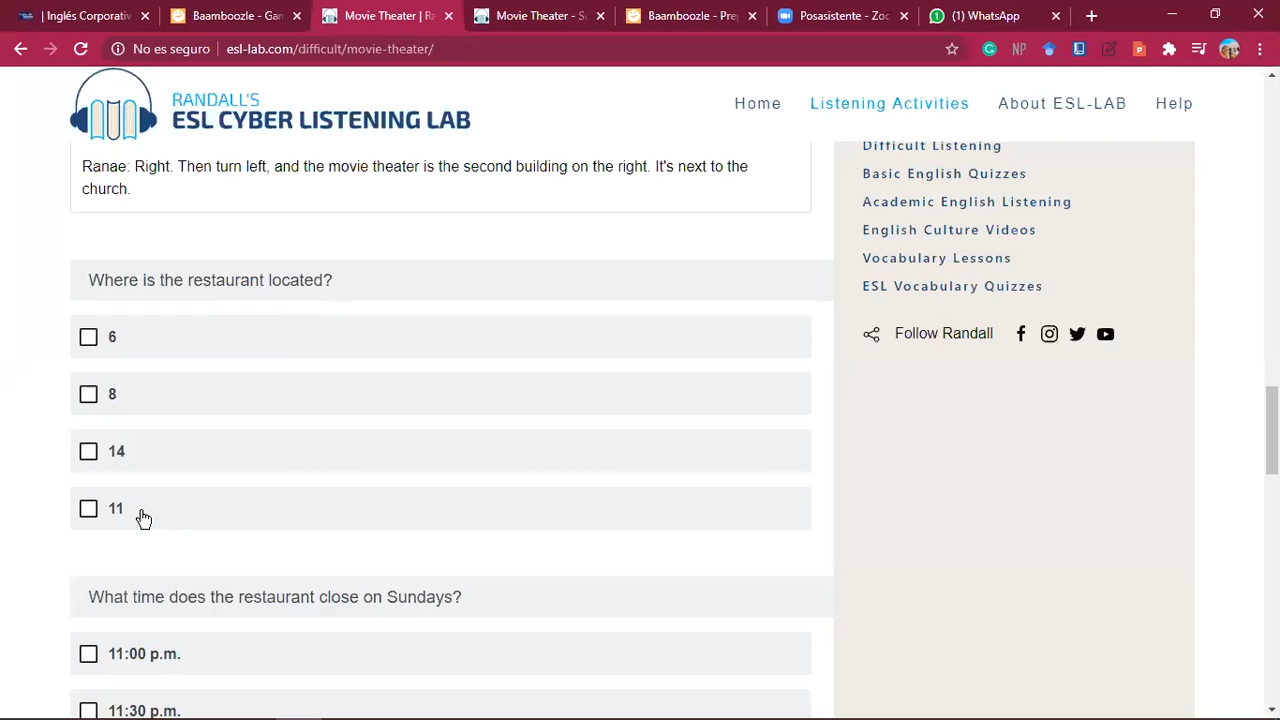 Inglés Corporativ
Baamboozle - Gan
Movie Theater | Ra
Movie Theater - S
Baamboozle - Prep
Posasistente - Zoo
(1) WhatsApp
No es seguro
esl-lab.com/difficult/movie-theater/
RANDALL'S
ESL CYBER LISTENING LAB
Home
Listening Activities
About ESL-LAB
Help
Ranae: Right. Then turn left, and the movie theater is the second building on the right. It's next to the
church.
Where is the restaurant located?
6
8
14
11
What time does the restaurant close on Sundays?
11:00 p.m.
11:30 p.m.
Difficult Listening
Basic English Quizzes
Academic English Listening
English Culture Videos
Vocabulary Lessons
ESL Vocabulary Quizzes
Follow Randall